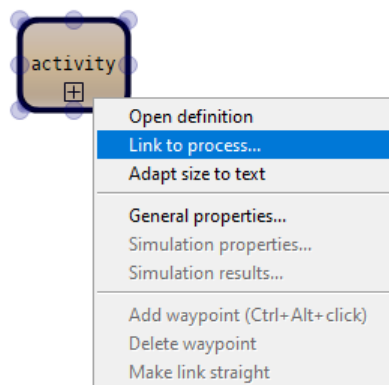 activity
Open definition
Link to process...
Adapt size to text
General properties...
Simulation properties...
Simulation results...
Add waypoint (Ctrl+Alt+click)
Delete waypoint
Make link straight